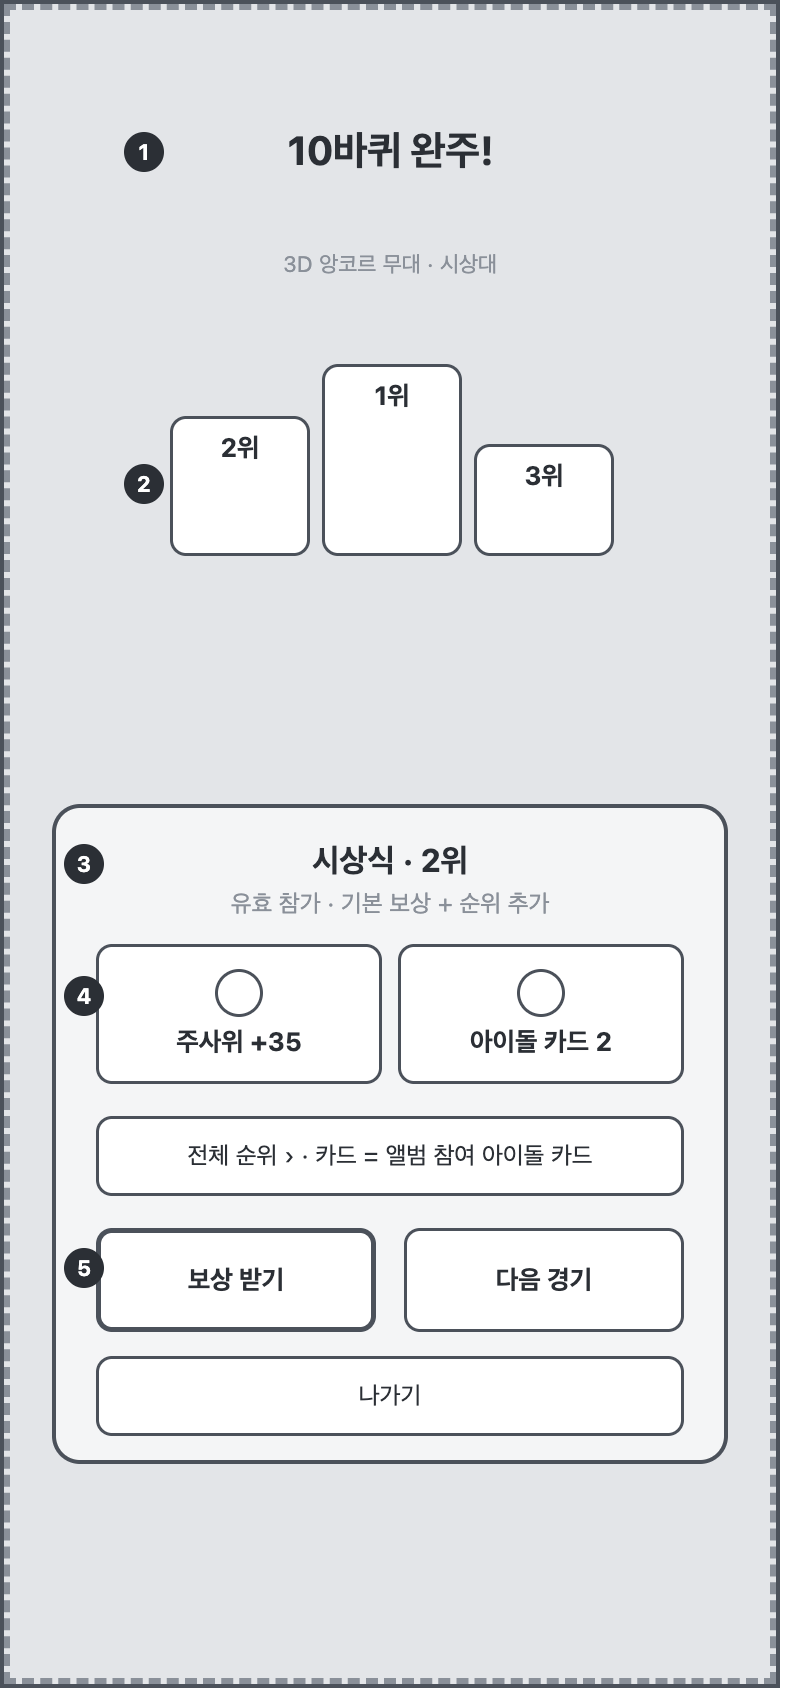 1
10바퀴 완주!
3D 앙코르 무대 · 시상대
1위
2위
3위
2
3
시상식 · 2위
유효 참가 · 기본 보상 + 순위 추가
4
주사위 +35
아이돌 카드 2
전체 순위 › · 카드 = 앨범 참여 아이돌 카드
5
보상 받기
다음 경기
나가기